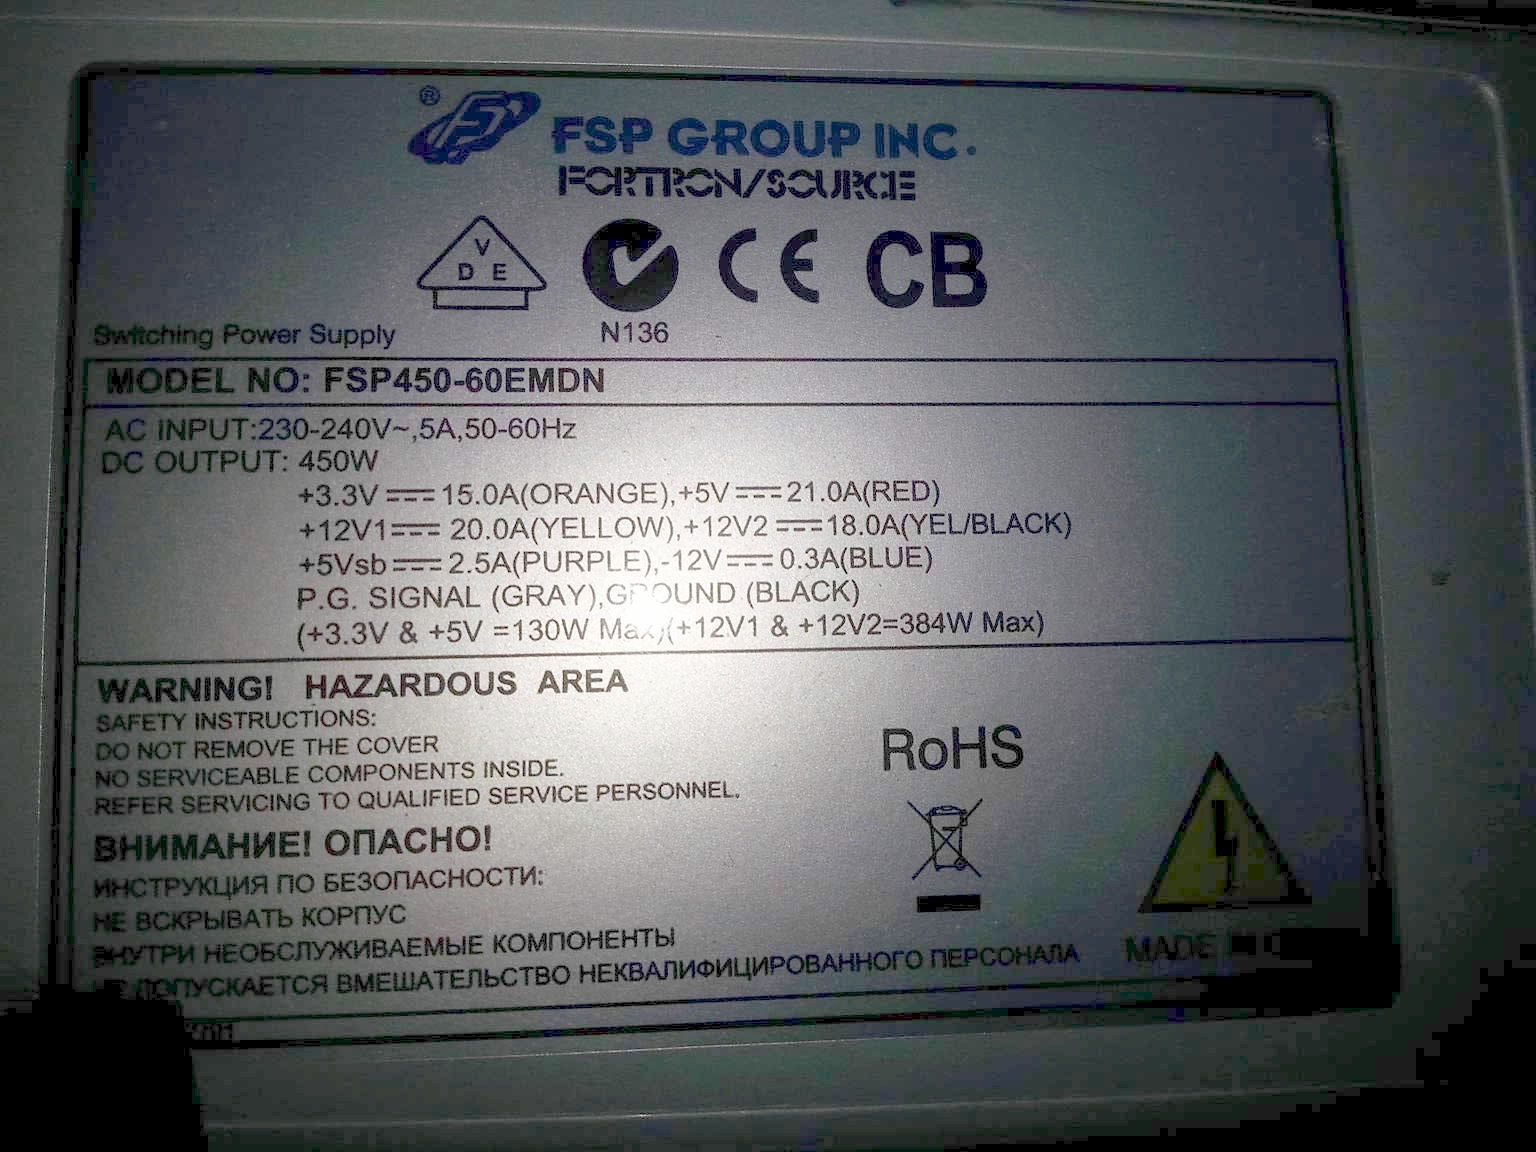 ® FSP GROUP INC.
FORTRON/SOURCE
V
D E
CE CB
Switching Power Supply N136
MODEL NO: FSP450-60EMDN
AC INPUT:230-240V~,5A,50-60Hz
DC OUTPUT: 450W
+3.3V ⎓ 15.0A(ORANGE),+5V ⎓ 21.0A(RED)
+12V1 ⎓ 20.0A(YELLOW),+12V2 ⎓ 18.0A(YEL/BLACK)
+5Vsb ⎓ 2.5A(PURPLE),-12V ⎓ 0.3A(BLUE)
P.G. SIGNAL (GRAY),GROUND (BLACK)
(+3.3V & +5V =130W Max)(+12V1 & +12V2=384W Max)
WARNING! HAZARDOUS AREA
SAFETY INSTRUCTIONS:
DO NOT REMOVE THE COVER
NO SERVICEABLE COMPONENTS INSIDE.
REFER SERVICING TO QUALIFIED SERVICE PERSONNEL.
RoHS
ВНИМАНИЕ! ОПАСНО!
ИНСТРУКЦИЯ ПО БЕЗОПАСНОСТИ:
НЕ ВСКРЫВАТЬ КОРПУС
ВНУТРИ НЕОБСЛУЖИВАЕМЫЕ КОМПОНЕНТЫ
НЕ ДОПУСКАЕТСЯ ВМЕШАТЕЛЬСТВО НЕКВАЛИФИЦИРОВАННОГО ПЕРСОНАЛА
MADE